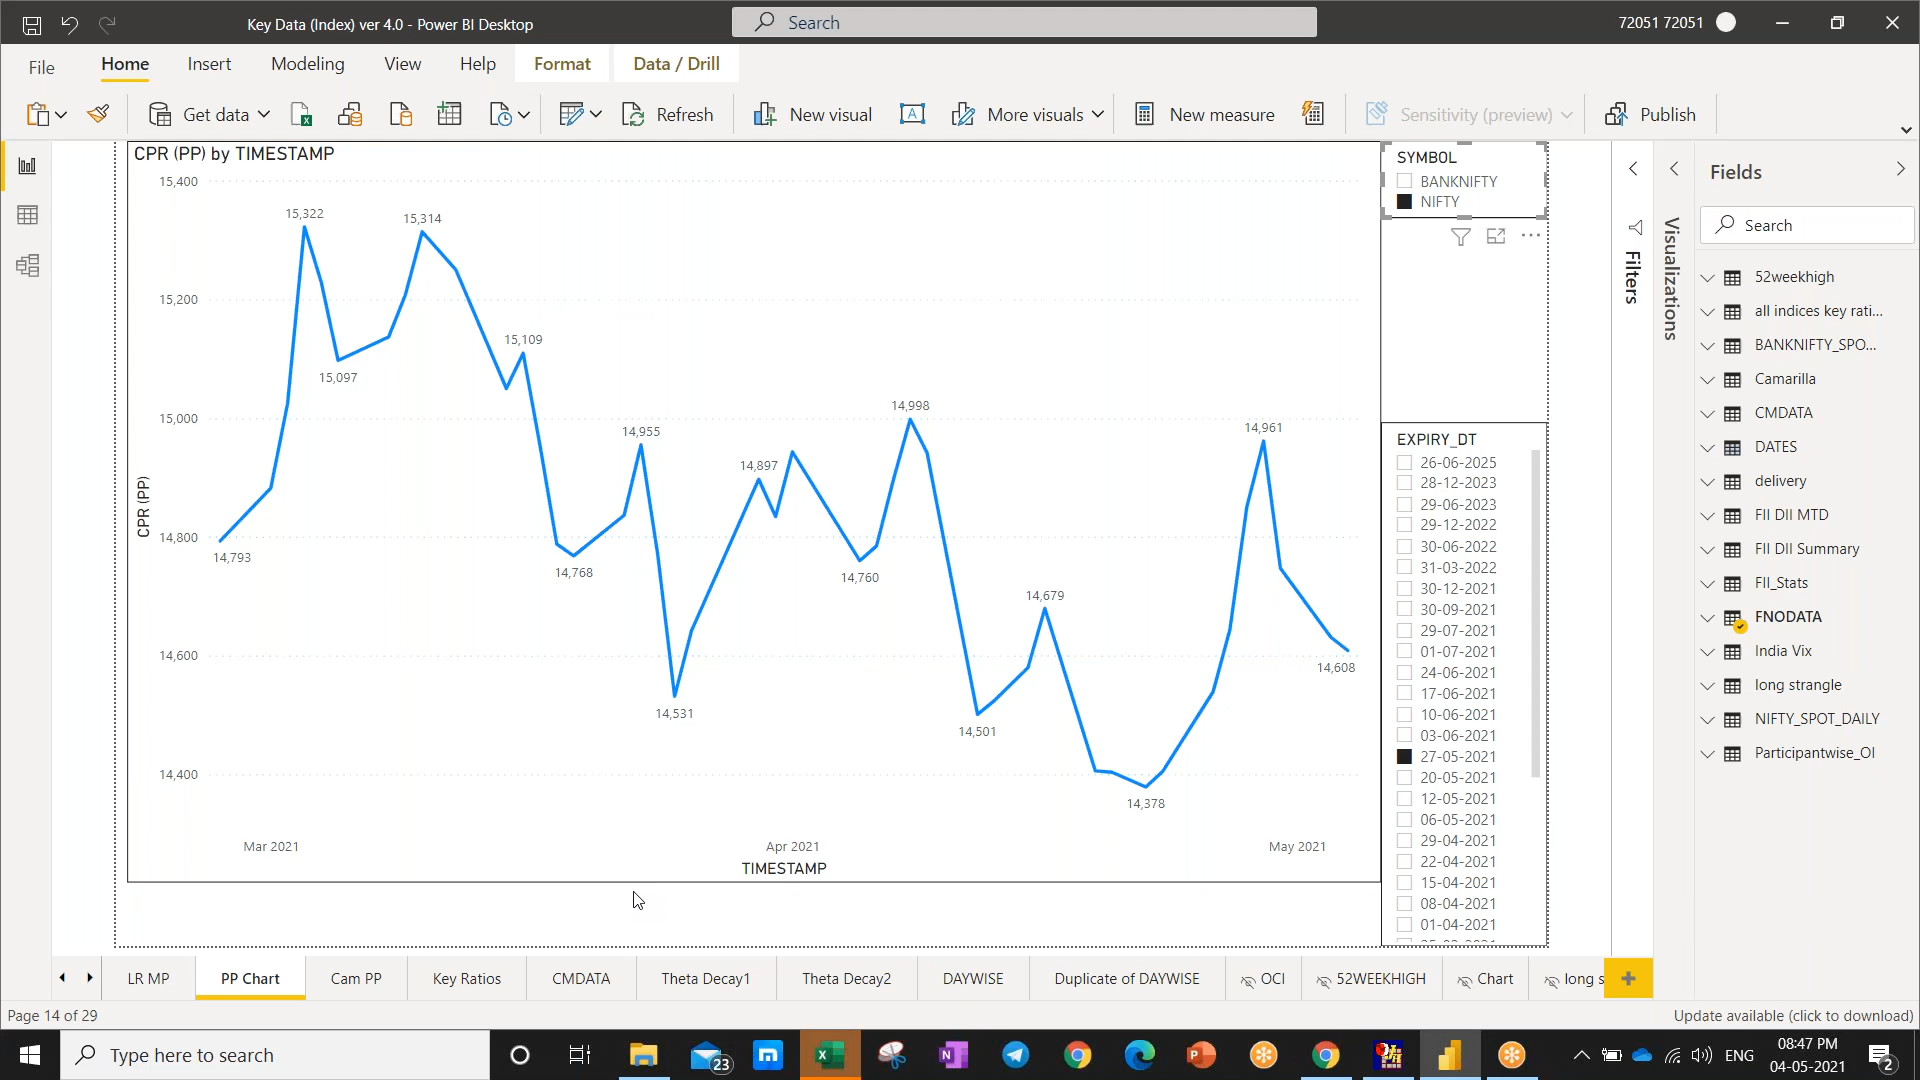 Key Data (Index) ver 4.0 - Power BI Desktop
Search
72051 72051
File
Home
Insert
Modeling
View
Help
Format
Data / Drill
Get data
Refresh
New visual
More visuals
New measure
Sensitivity (preview)
Publish
CPR (PP) by TIMESTAMP
15,400
15,200
15,000
14,800
14,600
14,400
CPR (PP)
15,322
15,314
15,097
15,109
14,793
14,768
14,955
14,531
14,897
14,760
14,998
14,501
14,679
14,378
14,961
14,608
Mar 2021
Apr 2021
May 2021
TIMESTAMP
SYMBOL
BANKNIFTY
NIFTY
EXPIRY_DT
26-06-2025
28-12-2023
29-06-2023
29-12-2022
30-06-2022
31-03-2022
30-12-2021
30-09-2021
29-07-2021
01-07-2021
24-06-2021
17-06-2021
10-06-2021
03-06-2021
27-05-2021
20-05-2021
12-05-2021
06-05-2021
29-04-2021
22-04-2021
15-04-2021
08-04-2021
01-04-2021
Filters
Visualizations
Fields
Search
52weekhigh
all indices key rati...
BANKNIFTY_SPO...
Camarilla
CMDATA
DATES
delivery
FII DII MTD
FII DII Summary
FII_Stats
FNODATA
India Vix
long strangle
NIFTY_SPOT_DAILY
Participantwise_OI
LR MP
PP Chart
Cam PP
Key Ratios
CMDATA
Theta Decay1
Theta Decay2
DAYWISE
Duplicate of DAYWISE
OCI
52WEEKHIGH
Chart
long s
Page 14 of 29
Update available (click to download)
Type here to search
23
ENG
08:47 PM
04-05-2021
2